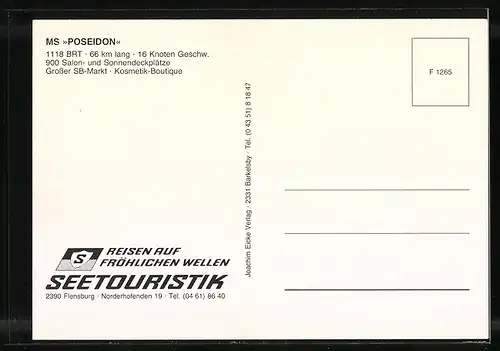 MS »POSEIDON«
1118 BRT · 66 km lang · 16 Knoten Geschw.
900 Salon- und Sonnendeckplätze
Großer SB-Markt · Kosmetik-Boutique
F 1265
Joachim Eicke Verlag · 2331 Barkelsby · Tel. (0 43 51) 8 18 47
S
REISEN AUF
FRÖHLICHEN WELLEN
SEETOURISTIK
2390 Flensburg · Norderhofenden 19 · Tel. (04 61) 86 40